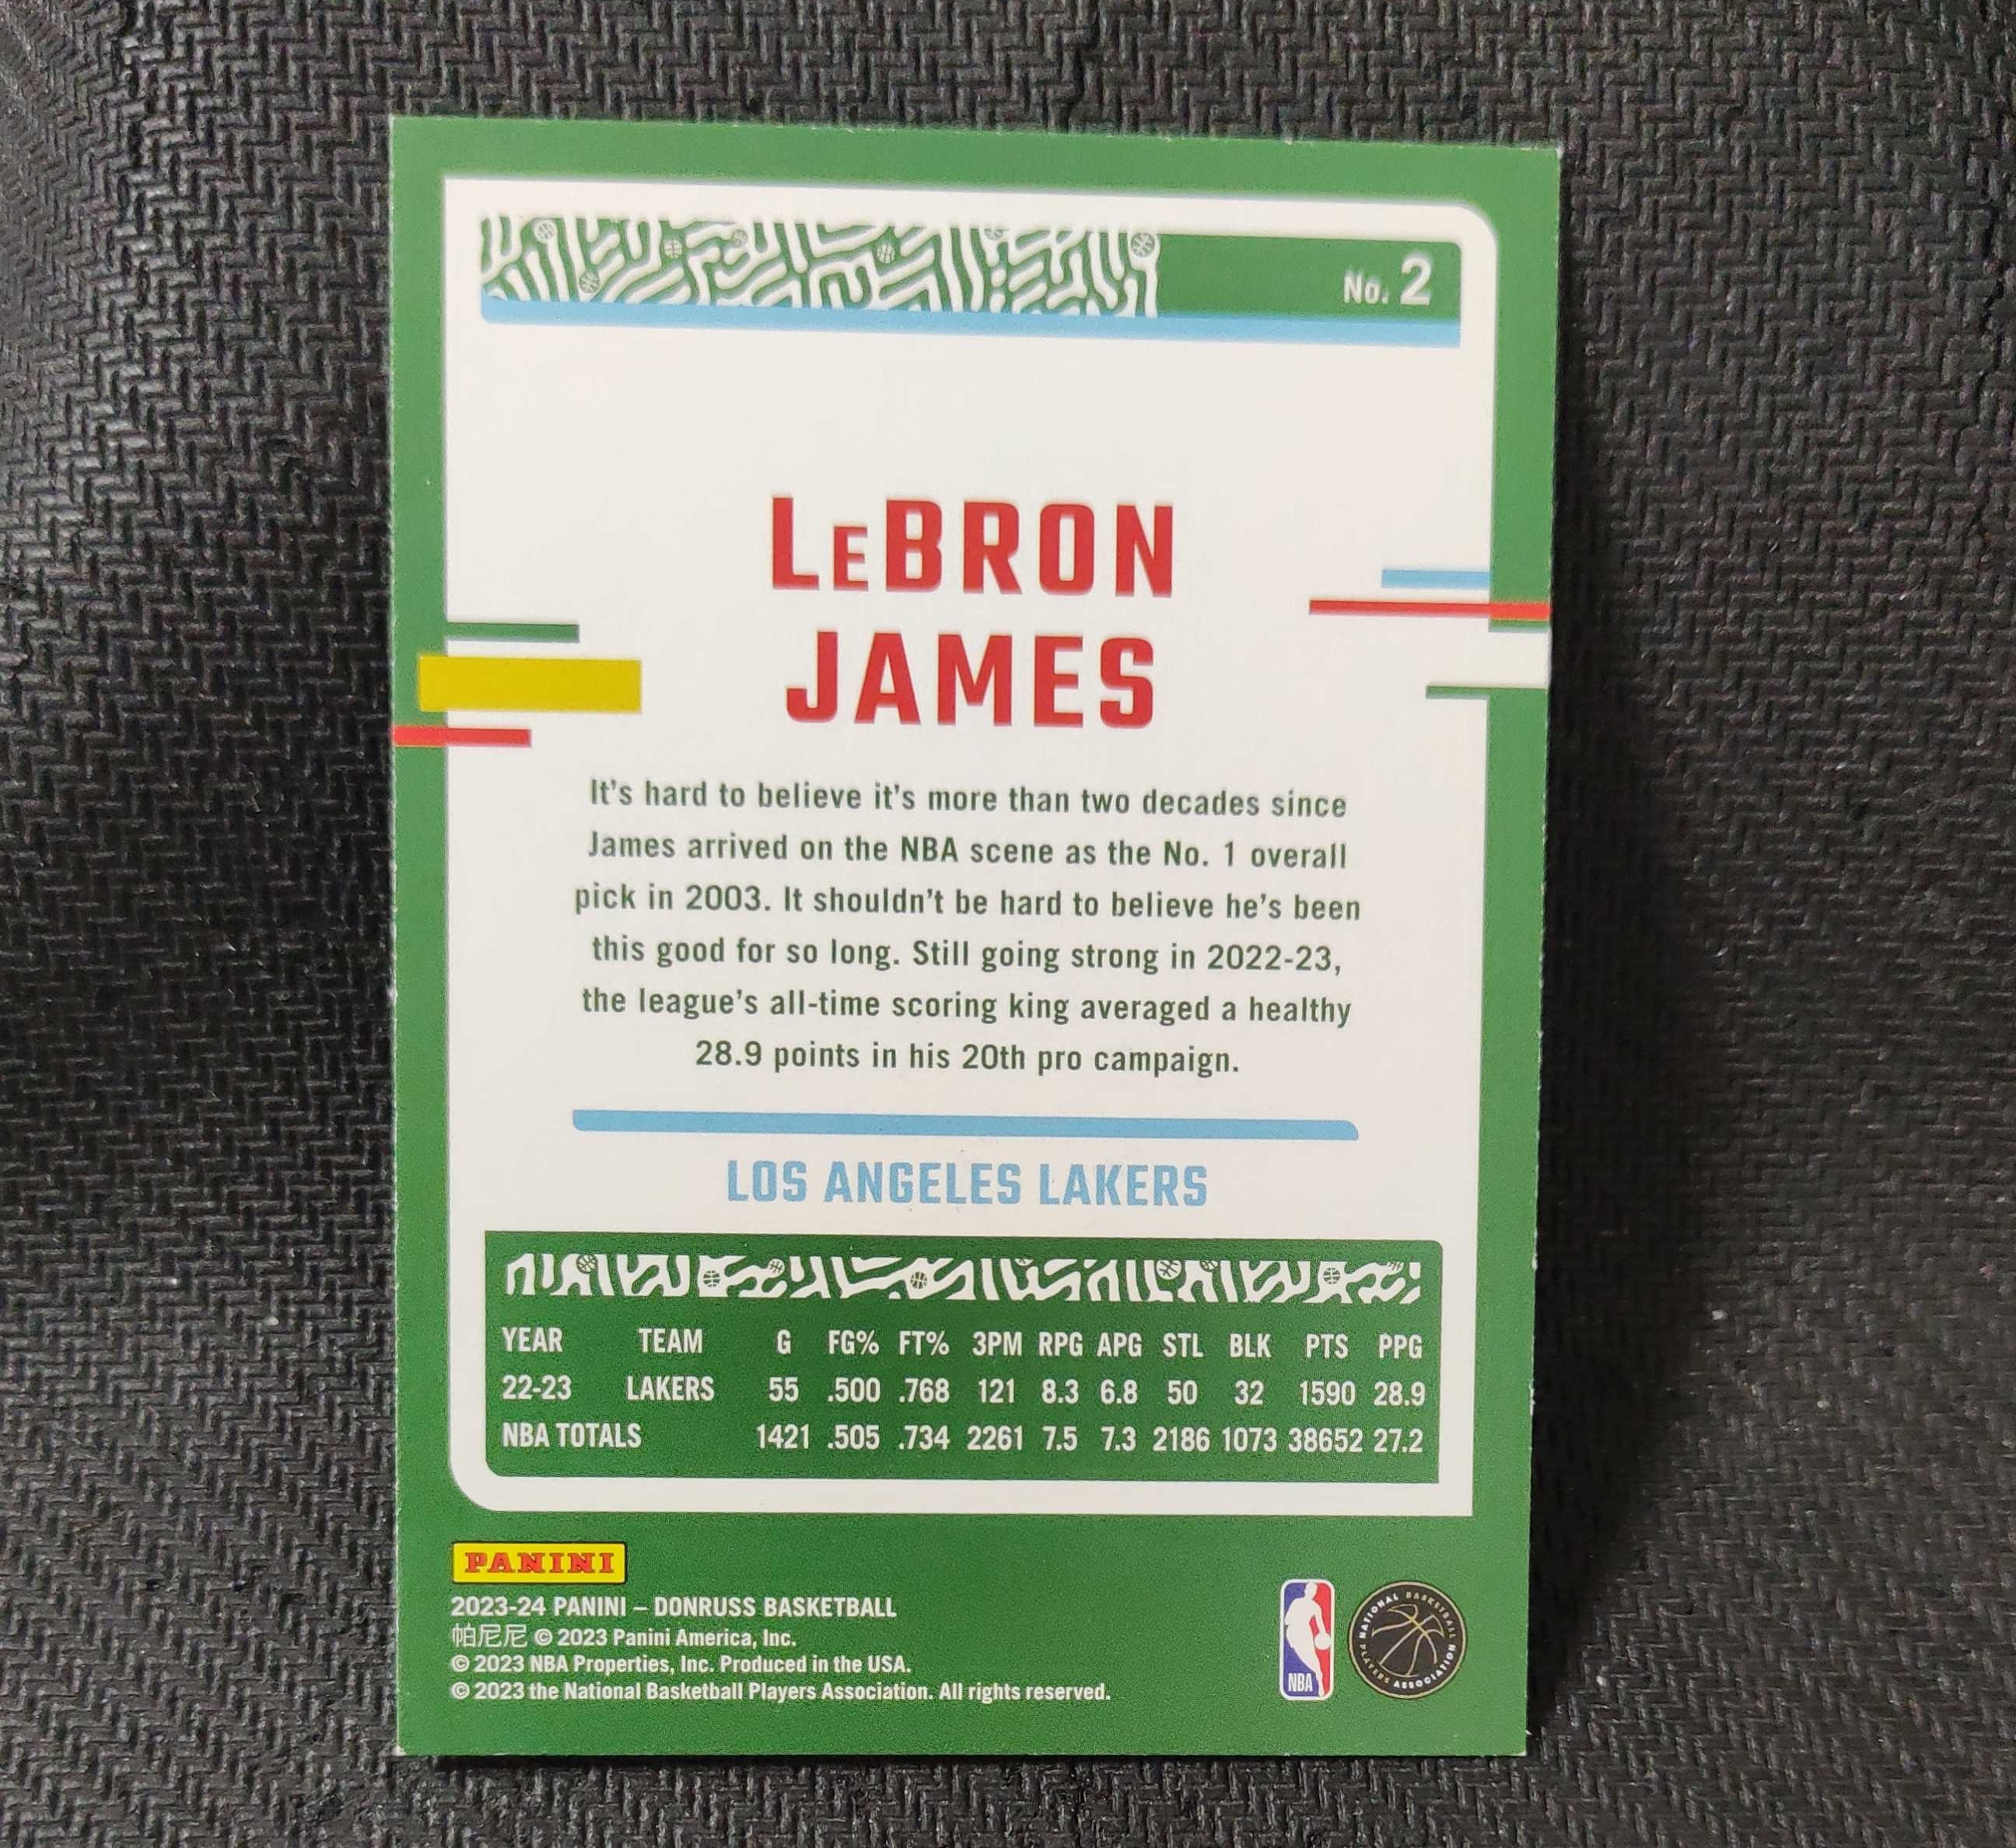 No. 2
LeBRON
JAMES
It's hard to believe it's more than two decades since
James arrived on the NBA scene as the No. 1 overall
pick in 2003. It shouldn't be hard to believe he's been
this good for so long. Still going strong in 2022-23,
the league's all-time scoring king averaged a healthy
28.9 points in his 20th pro campaign.
LOS ANGELES LAKERS
YEAR TEAM G FG% FT% 3PM RPG APG STL BLK PTS PPG
22-23 LAKERS 55 .500 .768 121 8.3 6.8 50 32 1590 28.9
NBA TOTALS 1421 .505 .734 2261 7.5 7.3 2186 1073 38652 27.2
PANINI
2023-24 PANINI – DONRUSS BASKETBALL
帕尼尼 © 2023 Panini America, Inc.
© 2023 NBA Properties, Inc. Produced in the USA.
© 2023 the National Basketball Players Association. All rights reserved.
NBA
NATIONAL BASKETBALL PLAYERS ASSOCIATION